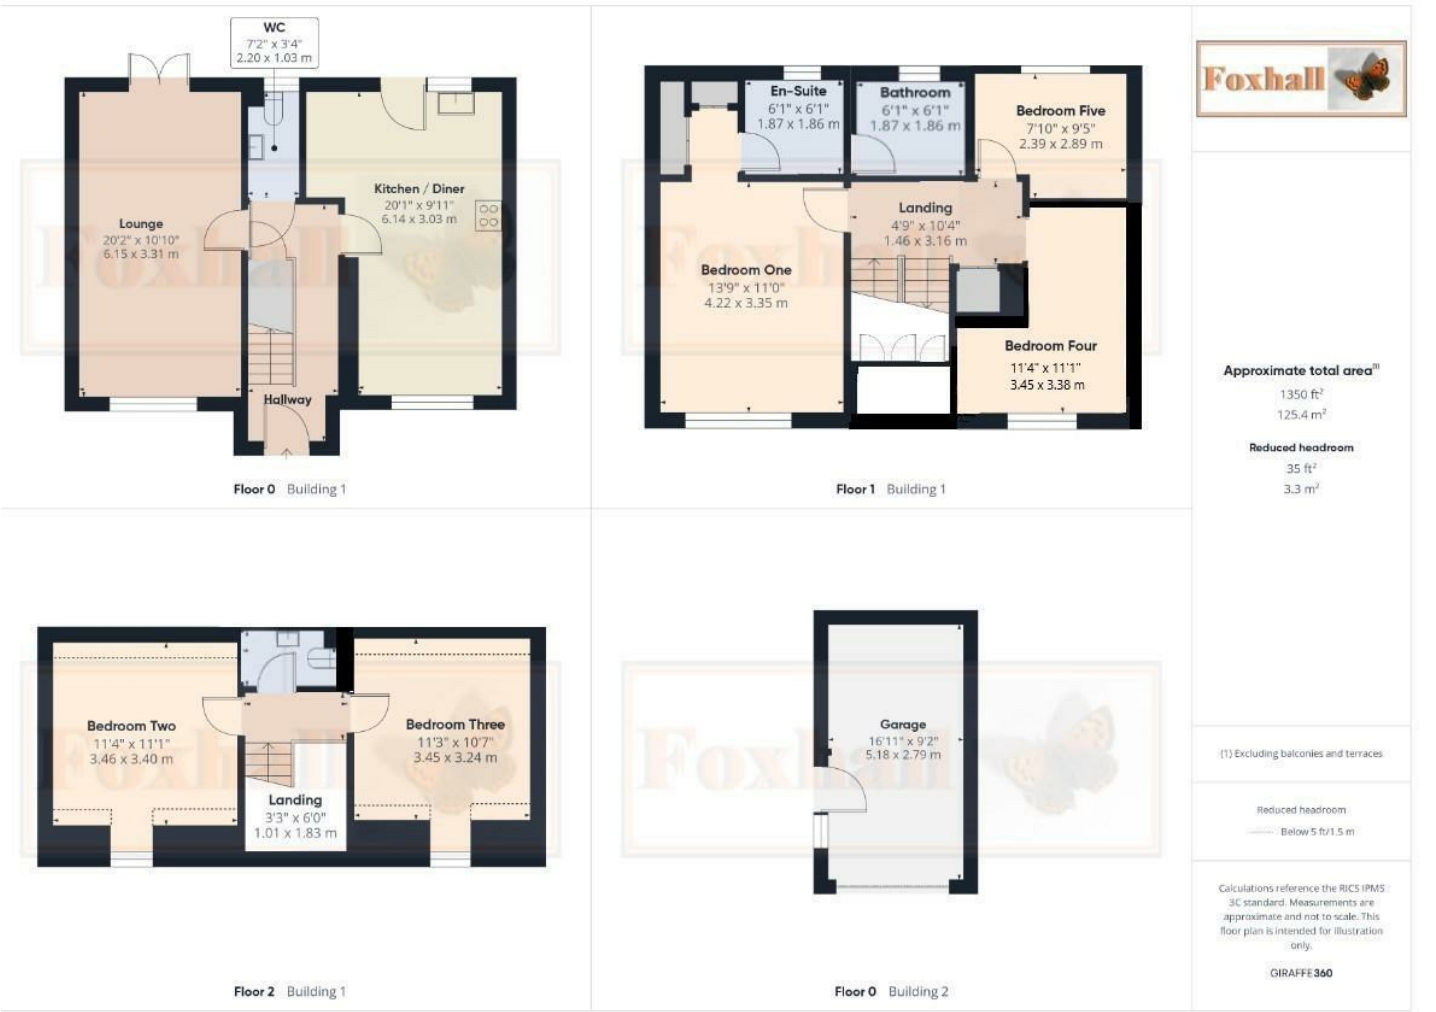 WC
7'2" x 3'4"
2.20 x 1.03 m
Lounge
20'2" x 10'10"
6.15 x 3.31 m
Kitchen / Diner
20'1" x 9'11"
6.14 x 3.03 m
Hallway
Floor 0 Building 1
En-Suite
6'1" x 6'1"
1.87 x 1.86 m
Bathroom
6'1" x 6'1"
1.87 x 1.86 m
Bedroom Five
7'10" x 9'5"
2.39 x 2.89 m
Landing
4'9" x 10'4"
1.46 x 3.16 m
Bedroom One
13'9" x 11'0"
4.22 x 3.35 m
Bedroom Four
11'4" x 11'1"
3.45 x 3.38 m
Floor 1 Building 1
Bedroom Two
11'4" x 11'1"
3.46 x 3.40 m
Bedroom Three
11'3" x 10'7"
3.45 x 3.24 m
Landing
3'3" x 6'0"
1.01 x 1.83 m
Floor 2 Building 1
Garage
16'11" x 9'2"
5.18 x 2.79 m
Floor 0 Building 2
Foxhall
Foxhall
Foxhall
Foxhall
Foxhall
Approximate total area(1)
1350 ft²
125.4 m²
Reduced headroom
35 ft²
3.3 m²
(1) Excluding balconies and terraces
Reduced headroom
Below 5 ft/1.5 m
Calculations reference the RICS IPMS
3C standard. Measurements are
approximate and not to scale. This
floor plan is intended for illustration
only.
GIRAFFE360